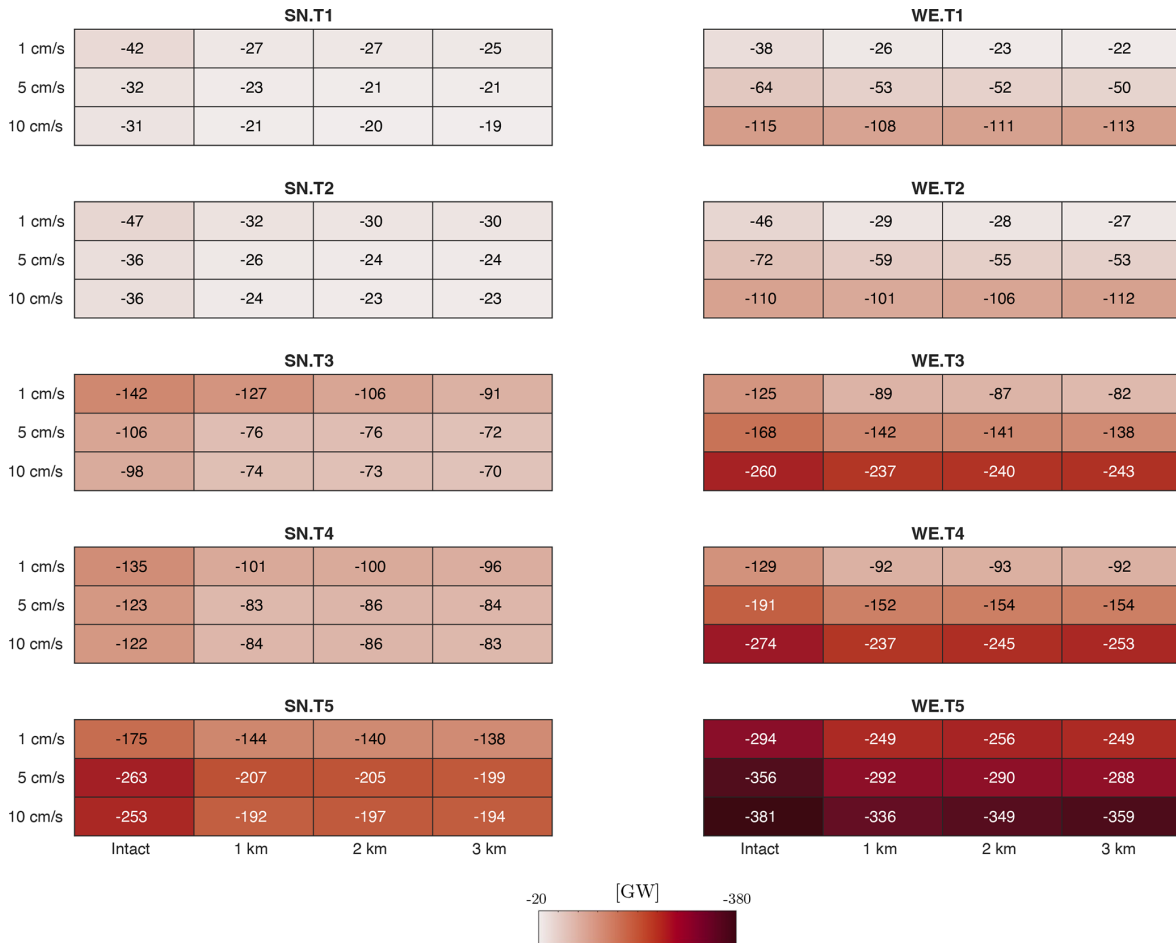 SN.T1 WE.T1
1 cm/s -42 -27 -27 -25 -38 -26 -23 -22
5 cm/s -32 -23 -21 -21 -64 -53 -52 -50
10 cm/s -31 -21 -20 -19 -115 -108 -111 -113
SN.T2 WE.T2
1 cm/s -47 -32 -30 -30 -46 -29 -28 -27
5 cm/s -36 -26 -24 -24 -72 -59 -55 -53
10 cm/s -36 -24 -23 -23 -110 -101 -106 -112
SN.T3 WE.T3
1 cm/s -142 -127 -106 -91 -125 -89 -87 -82
5 cm/s -106 -76 -76 -72 -168 -142 -141 -138
10 cm/s -98 -74 -73 -70 -260 -237 -240 -243
SN.T4 WE.T4
1 cm/s -135 -101 -100 -96 -129 -92 -93 -92
5 cm/s -123 -83 -86 -84 -191 -152 -154 -154
10 cm/s -122 -84 -86 -83 -274 -237 -245 -253
SN.T5 WE.T5
1 cm/s -175 -144 -140 -138 -294 -249 -256 -249
5 cm/s -263 -207 -205 -199 -356 -292 -290 -288
10 cm/s -253 -192 -197 -194 -381 -336 -349 -359
Intact 1 km 2 km 3 km Intact 1 km 2 km 3 km
-20 [GW] -380